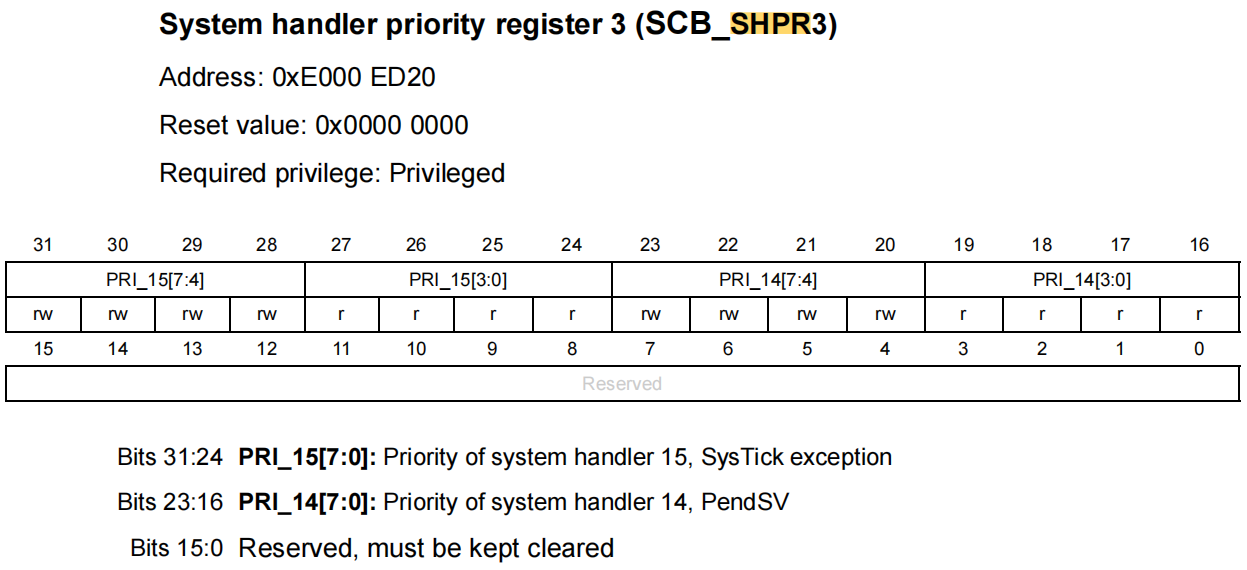 System handler priority register 3 (SCB_SHPR3)
Address: 0xE000 ED20
Reset value: 0x0000 0000
Required privilege: Privileged
31 30 29 28 27 26 25 24 23 22 21 20 19 18 17 16
PRI_15[7:4] PRI_15[3:0] PRI_14[7:4] PRI_14[3:0]
rw rw rw rw r r r r rw rw rw rw r r r r
15 14 13 12 11 10 9 8 7 6 5 4 3 2 1 0
Reserved
Bits 31:24 PRI_15[7:0]: Priority of system handler 15, SysTick exception
Bits 23:16 PRI_14[7:0]: Priority of system handler 14, PendSV
Bits 15:0 Reserved, must be kept cleared